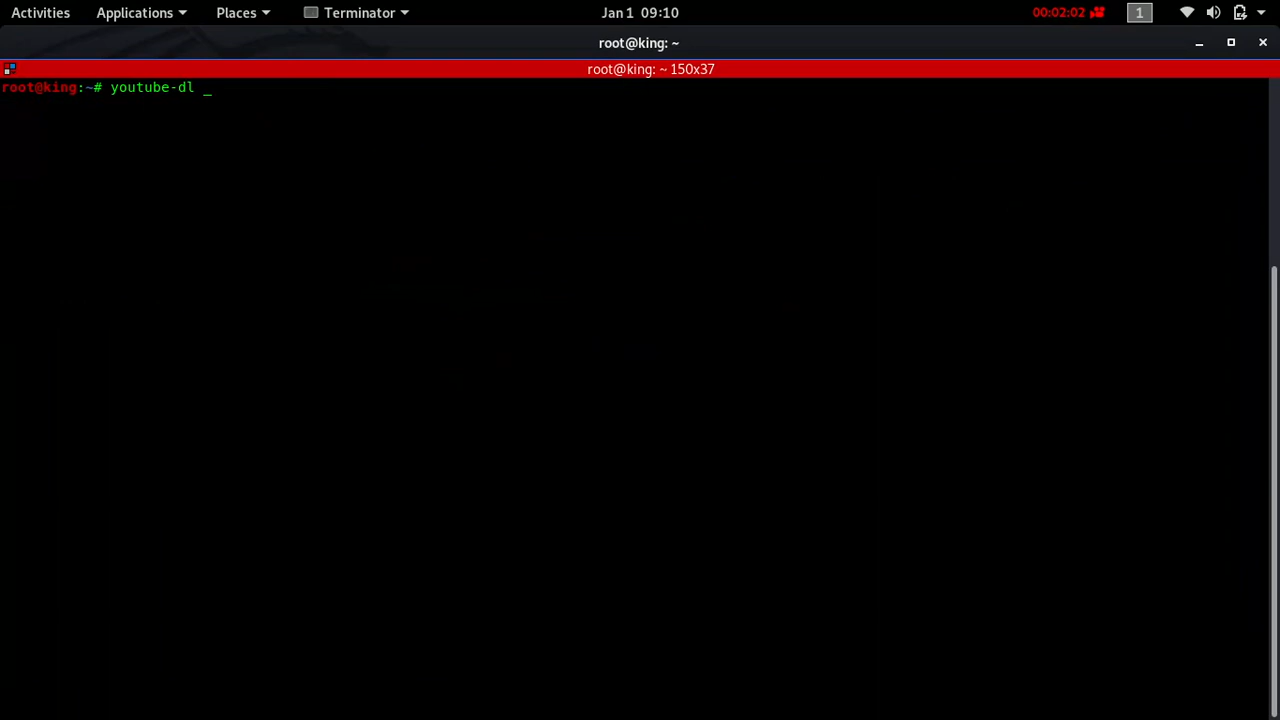 Activities Applications Places Terminator Jan 1 09:10 00:02:02 1
root@king: ~
root@king: ~ 150x37
root@king:~# youtube-dl _